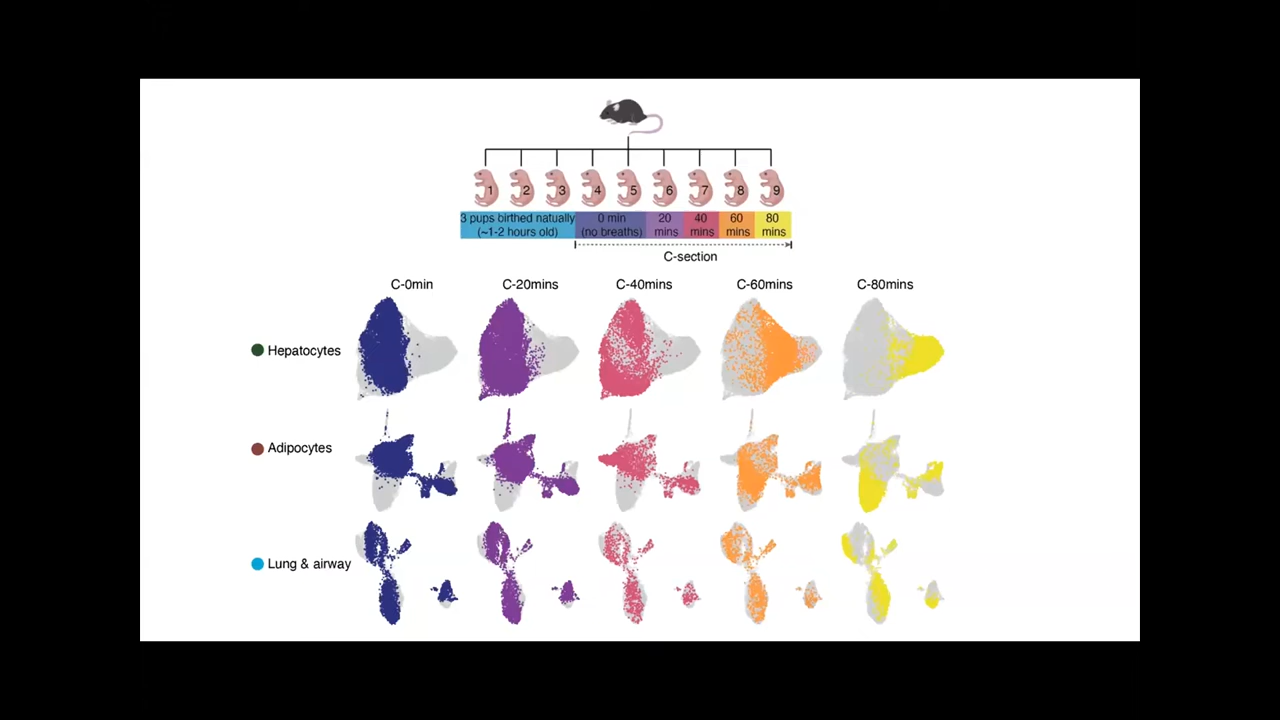 1 2 3 4 5 6 7 8 9
3 pups birthed natually 0 min 20 40 60 80
(~1-2 hours old) (no breaths) mins mins mins mins
C-section
C-0min C-20mins C-40mins C-60mins C-80mins
Hepatocytes
Adipocytes
Lung & airway